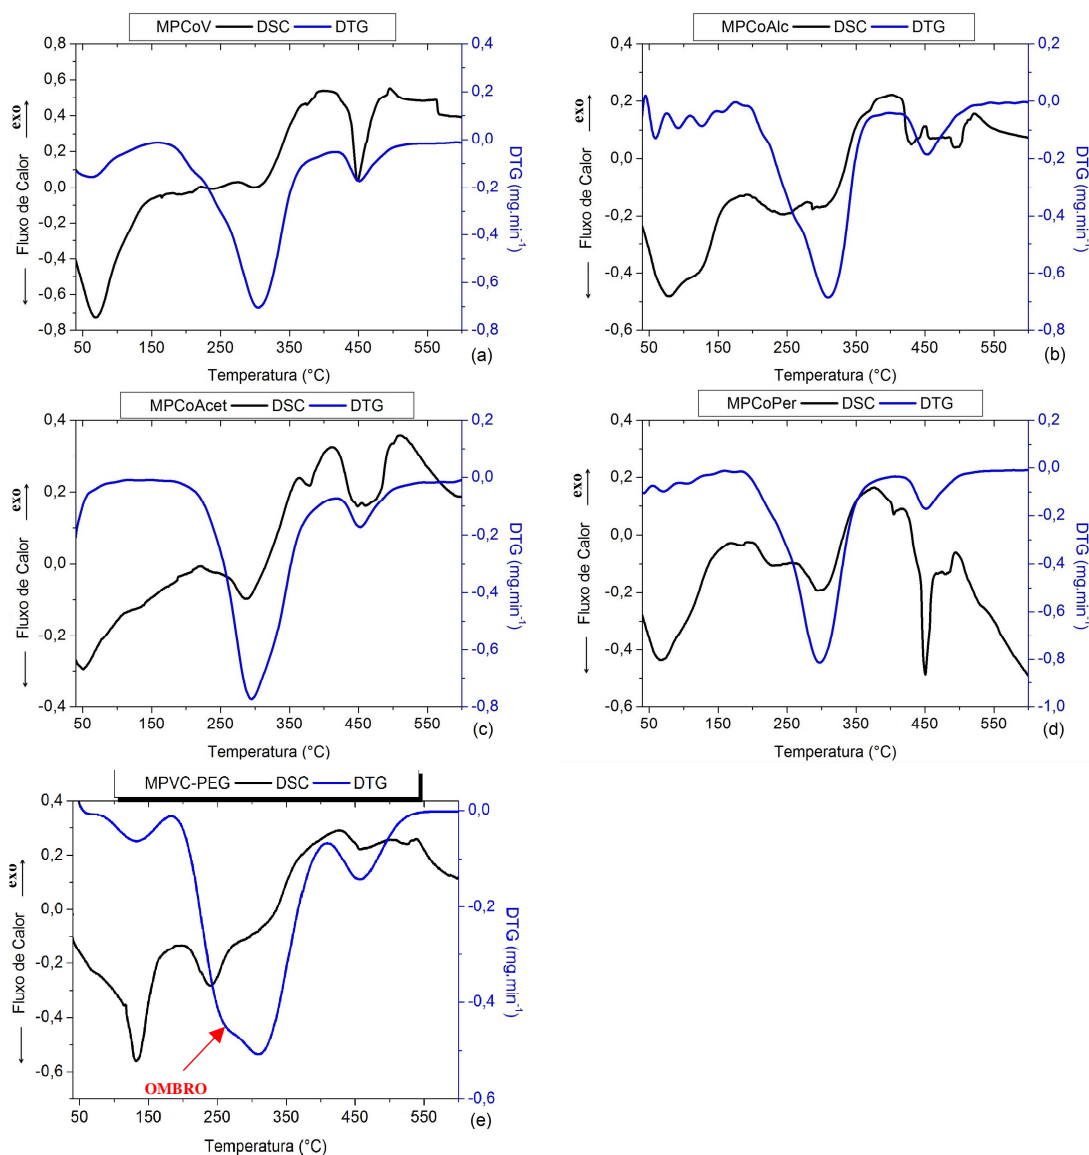 MPCoV DSC DTG
0,8
0,6
0,4
0,2
0,0
-0,2
-0,4
-0,6
-0,8
Fluxo de Calor exo
0,4
0,2
0,0
-0,2
-0,4
-0,6
-0,8
DTG (mg.min⁻¹)
50 150 250 350 450 550
Temperatura (°C)
(a)
MPCoAlc DSC DTG
0,4
0,2
0,0
-0,2
-0,4
-0,6
Fluxo de Calor exo
0,2
0,0
-0,2
-0,4
-0,6
-0,8
DTG (mg.min⁻¹)
50 150 250 350 450 550
Temperatura (°C)
(b)
MPCoAcet DSC DTG
0,4
0,2
0,0
-0,2
-0,4
Fluxo de Calor exo
0,2
0,0
-0,2
-0,4
-0,6
-0,8
DTG (mg.min⁻¹)
50 150 250 350 450 550
Temperatura (°C)
(c)
MPCoPer DSC DTG
0,4
0,2
0,0
-0,2
-0,4
-0,6
Fluxo de Calor exo
0,2
0,0
-0,2
-0,4
-0,6
-0,8
-1,0
DTG (mg.min⁻¹)
50 150 250 350 450 550
Temperatura (°C)
(d)
MPVC-PEG DSC DTG
0,4
0,2
0,0
-0,2
-0,4
-0,6
Fluxo de Calor exo
0,0
-0,2
-0,4
-0,6
DTG (mg.min⁻¹)
OMBRO
50 150 250 350 450 550
Temperatura (°C)
(e)